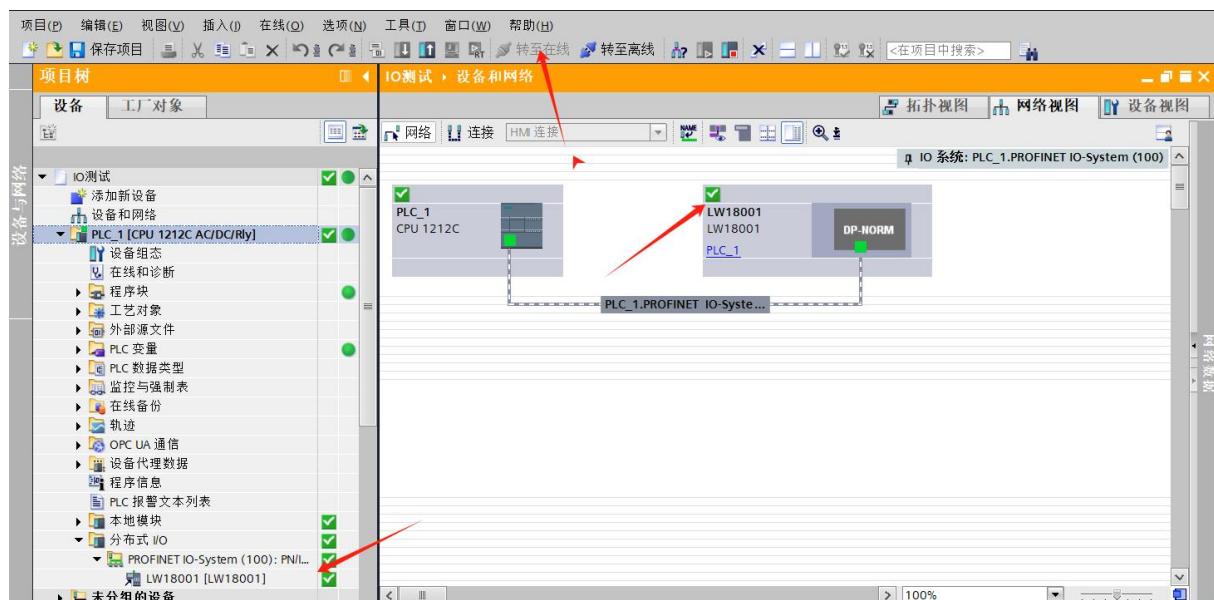 项目(P) 编辑(E) 视图(V) 插入(I) 在线(O) 选项(N) 工具(T) 窗口(W) 帮助(H)
保存项目 转至在线 转至离线 <在项目中搜索>
项目树
IO测试 设备和网络
设备 工厂对象
拓扑视图 网络视图 设备视图
网络 连接 HMI 连接
IO 系统: PLC_1.PROFINET IO-System (100)
设备与网络
IO测试
添加新设备
设备和网络
PLC_1 [CPU 1212C AC/DC/Rly]
设备组态
在线和诊断
程序块
工艺对象
外部源文件
PLC 变量
PLC 数据类型
监控与强制表
在线备份
轨迹
OPC UA 通信
设备代理数据
程序信息
PLC 报警文本列表
本地模块
分布式 I/O
PROFINET IO-System (100): PN/I...
LW18001 [LW18001]
未分组的设备
PLC_1
CPU 1212C
LW18001
LW18001
DP-NORM
PLC_1
PLC_1.PROFINET IO-Syste...
网络数据
100%